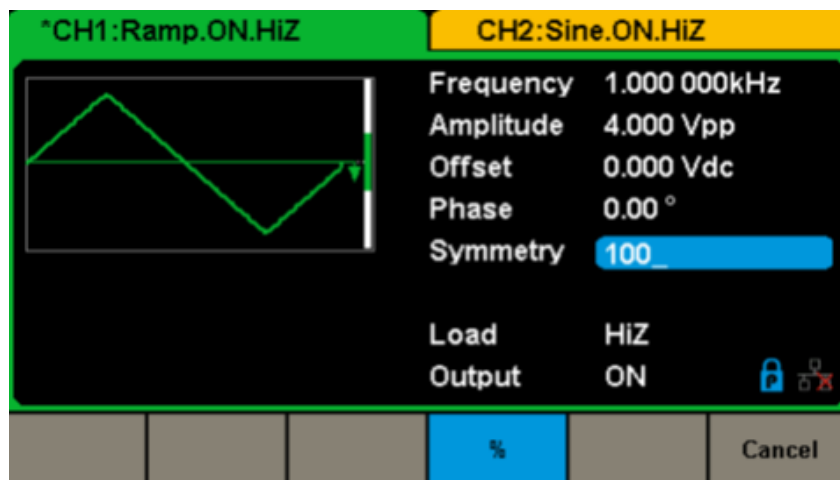 *CH1:Ramp.ON.HiZ CH2:Sine.ON.HiZ
Frequency 1.000 000kHz
Amplitude 4.000 Vpp
Offset 0.000 Vdc
Phase 0.00 °
Symmetry 100_
Load HiZ
Output ON
P
% Cancel